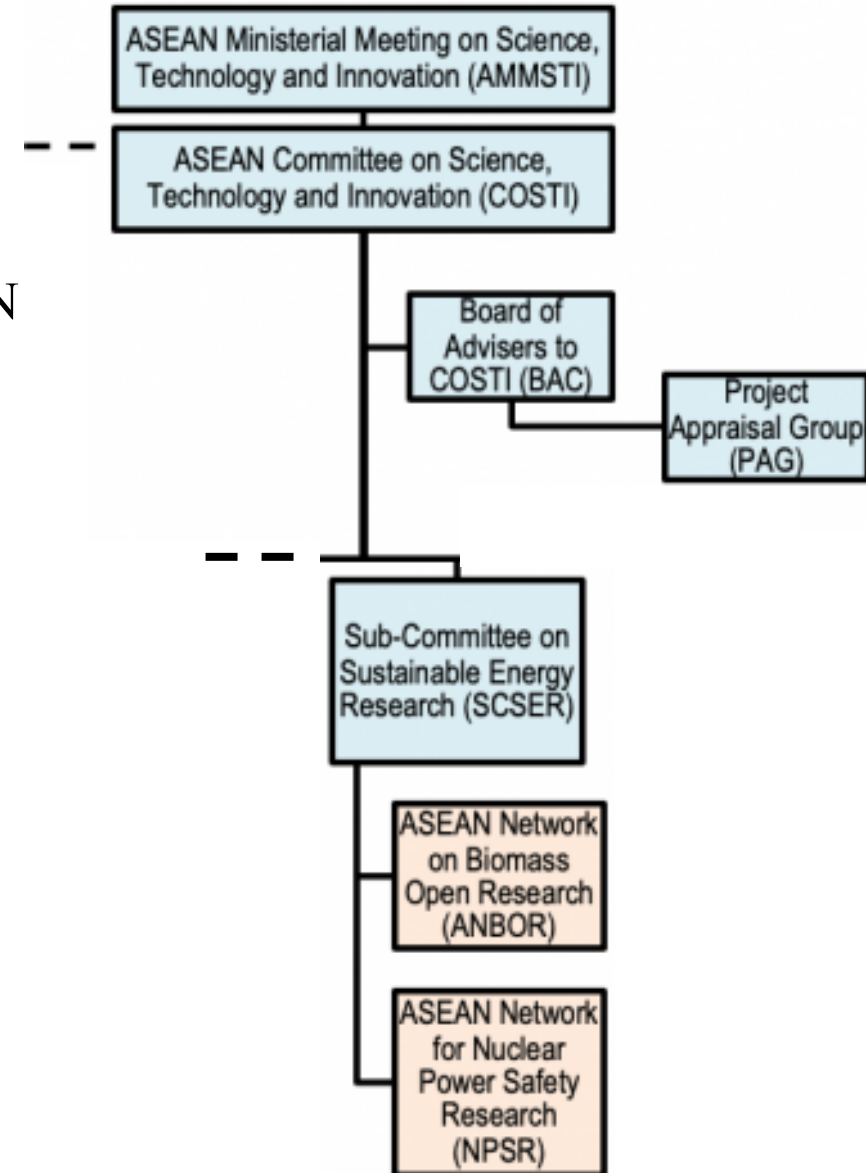 ASEAN Ministerial Meeting on Science,
Technology and Innovation (AMMSTI)
ASEAN Committee on Science,
Technology and Innovation (COSTI)
N
Board of
Advisers to
COSTI (BAC)
Project
Appraisal Group
(PAG)
Sub-Committee on
Sustainable Energy
Research (SCSER)
ASEAN Network
on Biomass
Open Research
(ANBOR)
ASEAN Network
for Nuclear
Power Safety
Research
(NPSR)